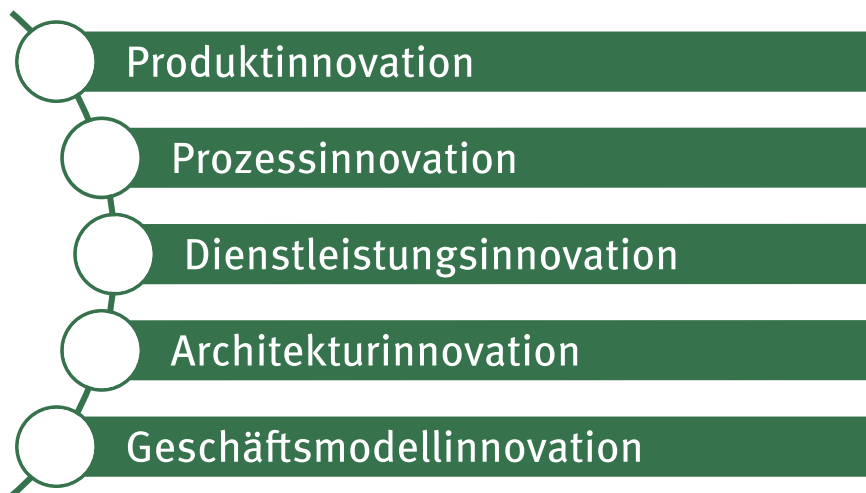 Produktinnovation
Prozessinnovation
Dienstleistungsinnovation
Architekturinnovation
Geschäftsmodellinnovation